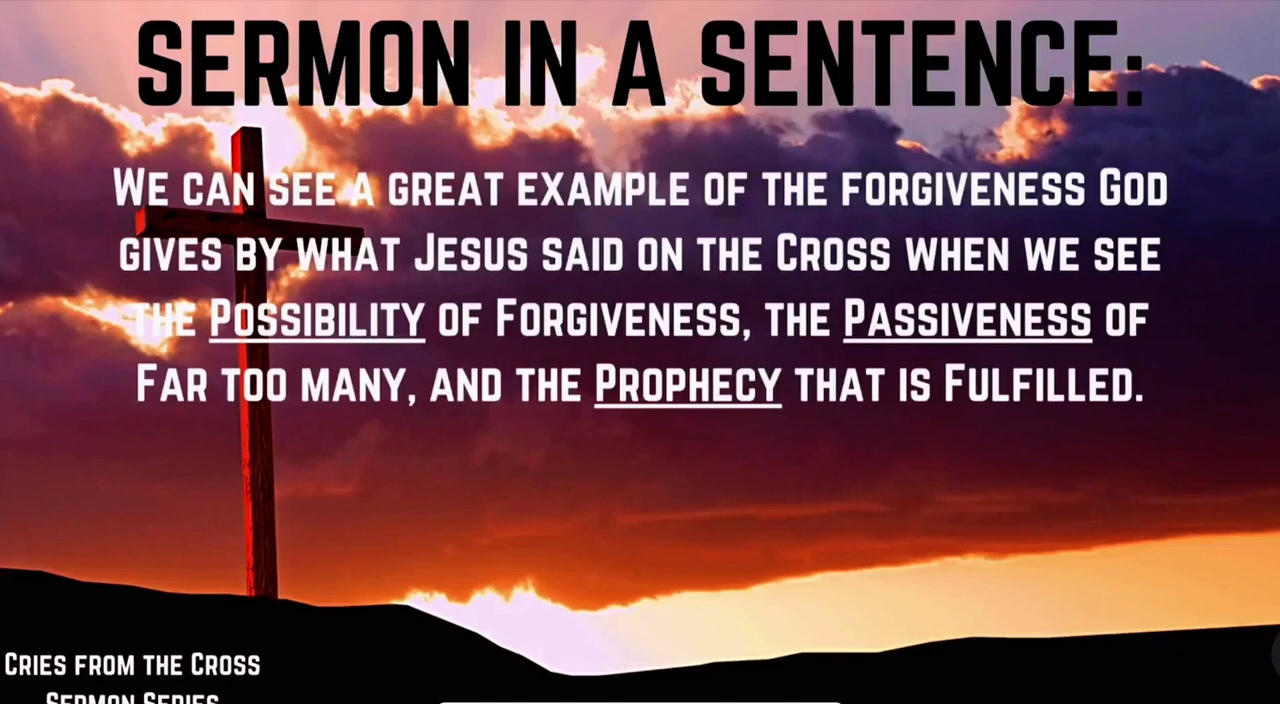 SERMON IN A SENTENCE:
WE CAN SEE A GREAT EXAMPLE OF THE FORGIVENESS GOD
GIVES BY WHAT JESUS SAID ON THE CROSS WHEN WE SEE
THE POSSIBILITY OF FORGIVENESS, THE PASSIVENESS OF
FAR TOO MANY, AND THE PROPHECY THAT IS FULFILLED.
CRIES FROM THE CROSS
SERMON SERIES